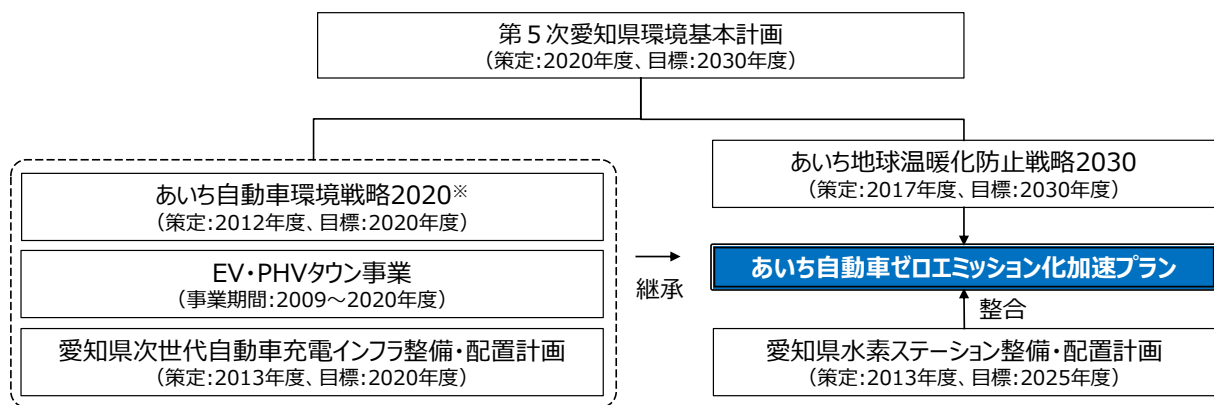 第５次愛知県環境基本計画
（策定:2020年度、目標:2030年度）
あいち自動車環境戦略2020※
（策定:2012年度、目標:2020年度）
EV・PHVタウン事業
（事業期間:2009～2020年度）
愛知県次世代自動車充電インフラ整備・配置計画
（策定:2013年度、目標:2020年度）
継承
あいち地球温暖化防止戦略2030
（策定:2017年度、目標:2030年度）
あいち自動車ゼロエミッション化加速プラン
整合
愛知県水素ステーション整備・配置計画
（策定:2013年度、目標:2025年度）